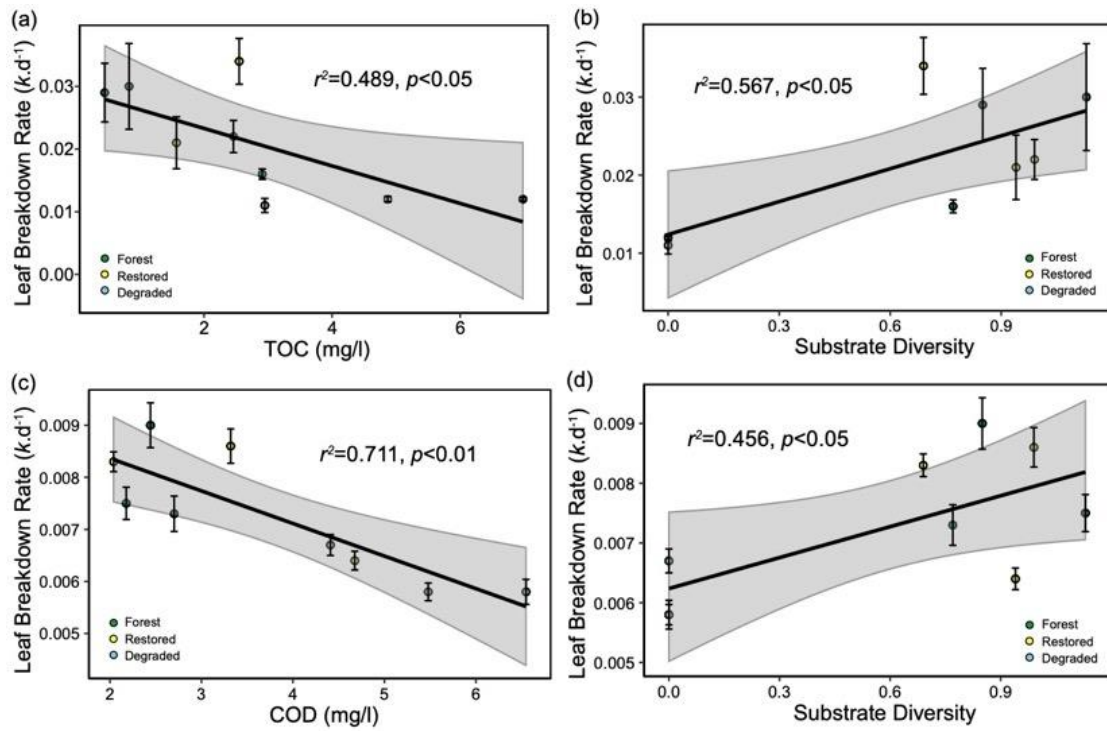 (a)
Leaf Breakdown Rate (k.d⁻¹)
0.03
0.02
0.01
0.00
r²=0.489, p<0.05
Forest
Restored
Degraded
2 4 6
TOC (mg/l)
(b)
Leaf Breakdown Rate (k.d⁻¹)
0.03
0.02
0.01
r²=0.567, p<0.05
Forest
Restored
Degraded
0.0 0.3 0.6 0.9
Substrate Diversity
(c)
Leaf Breakdown Rate (k.d⁻¹)
0.009
0.008
0.007
0.006
0.005
r²=0.711, p<0.01
Forest
Restored
Degraded
2 3 4 5 6
COD (mg/l)
(d)
Leaf Breakdown Rate (k.d⁻¹)
0.009
0.008
0.007
0.006
0.005
r²=0.456, p<0.05
Forest
Restored
Degraded
0.0 0.3 0.6 0.9
Substrate Diversity